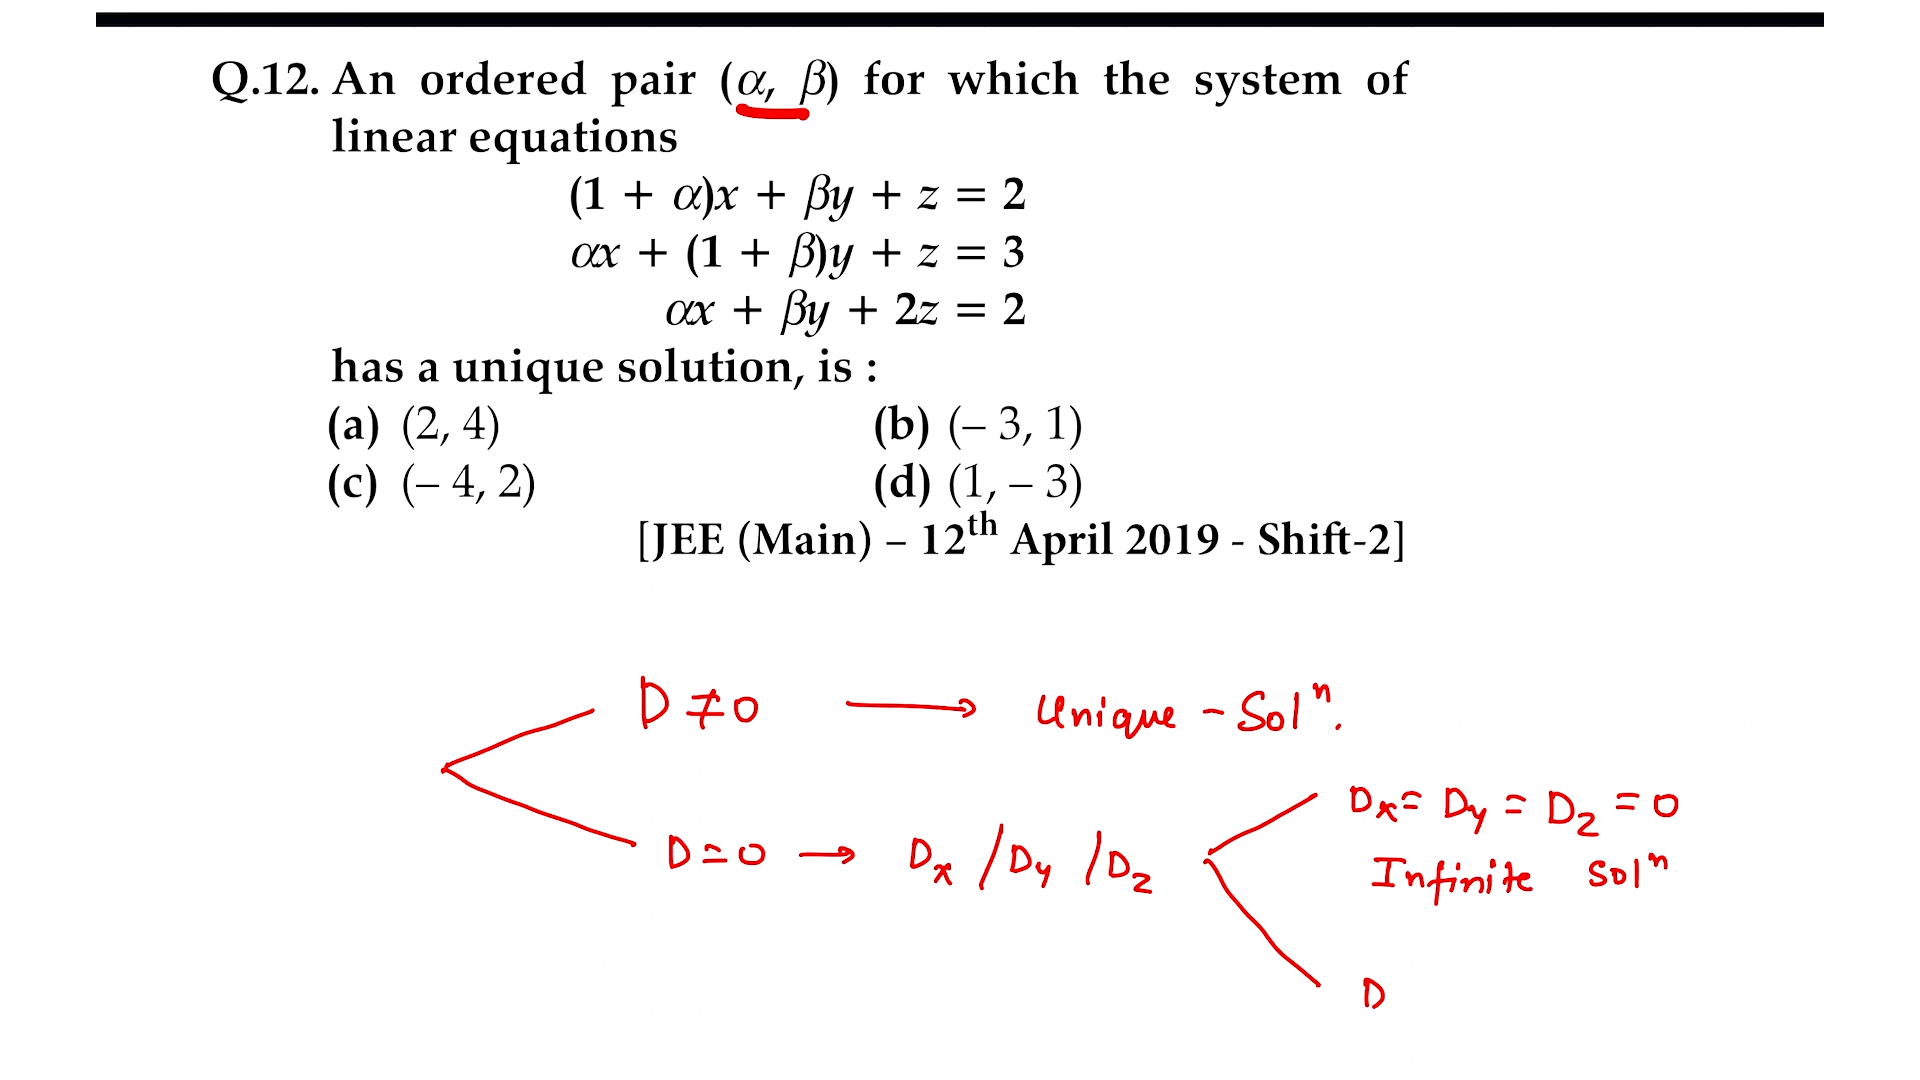 Q.12. An ordered pair (α, β) for which the system of
linear equations
(1 + α)x + βy + z = 2
αx + (1 + β)y + z = 3
αx + βy + 2z = 2
has a unique solution, is :
(a) (2, 4) (b) (– 3, 1)
(c) (– 4, 2) (d) (1, – 3)
[JEE (Main) – 12th April 2019 - Shift-2]
D ≠ 0 → Unique - Solⁿ.
Dx = Dy = Dz = 0
D = 0 → Dx / Dy / Dz
Infinite Solⁿ
D